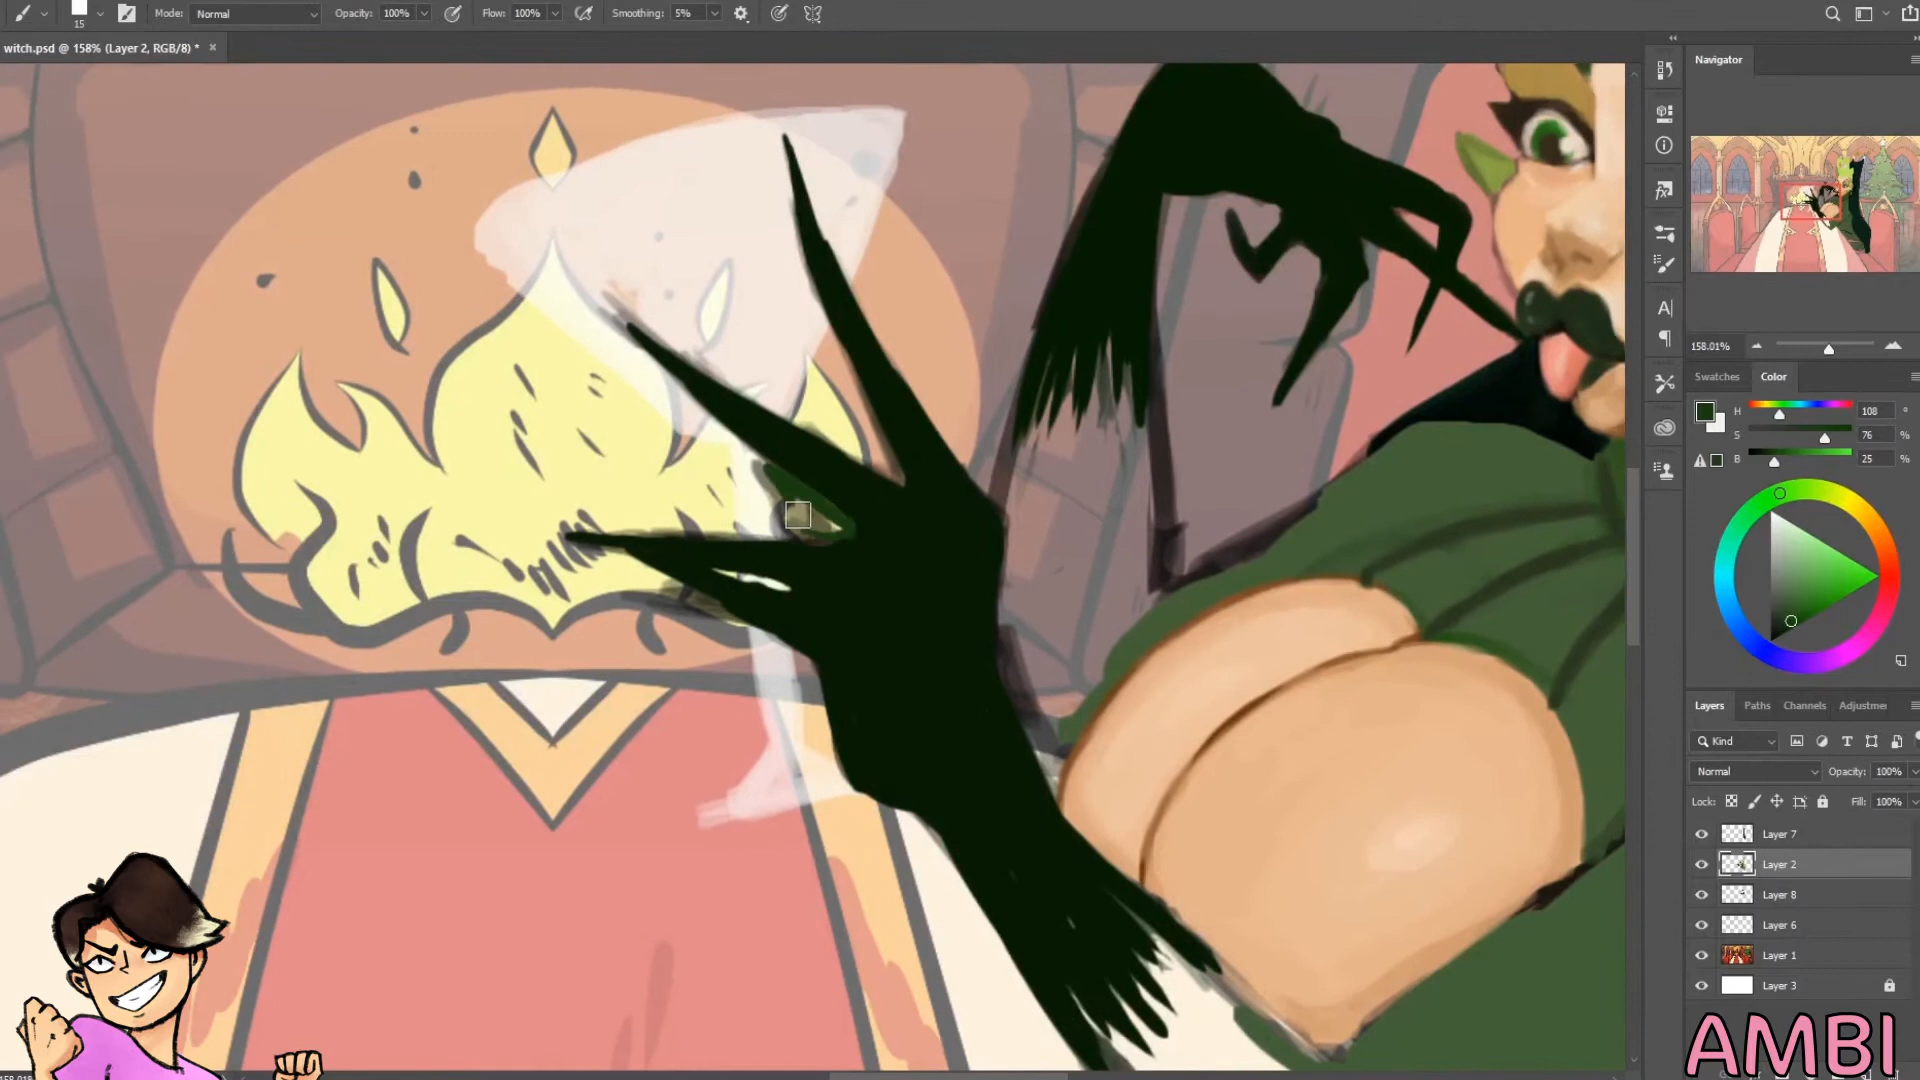 15 Mode: Normal Opacity: 100% Flow: 100% Smoothing: 5%
witch.psd @ 158% (Layer 2, RGB/8) * ×
Navigator
158.01%
Swatches Color
H 108 °
S 76 %
B 25 %
Layers Paths Channels Adjustmer
Kind
Normal Opacity: 100%
Lock: Fill: 100%
Layer 7
Layer 2
Layer 8
Layer 6
Layer 1
Layer 3
AMBI